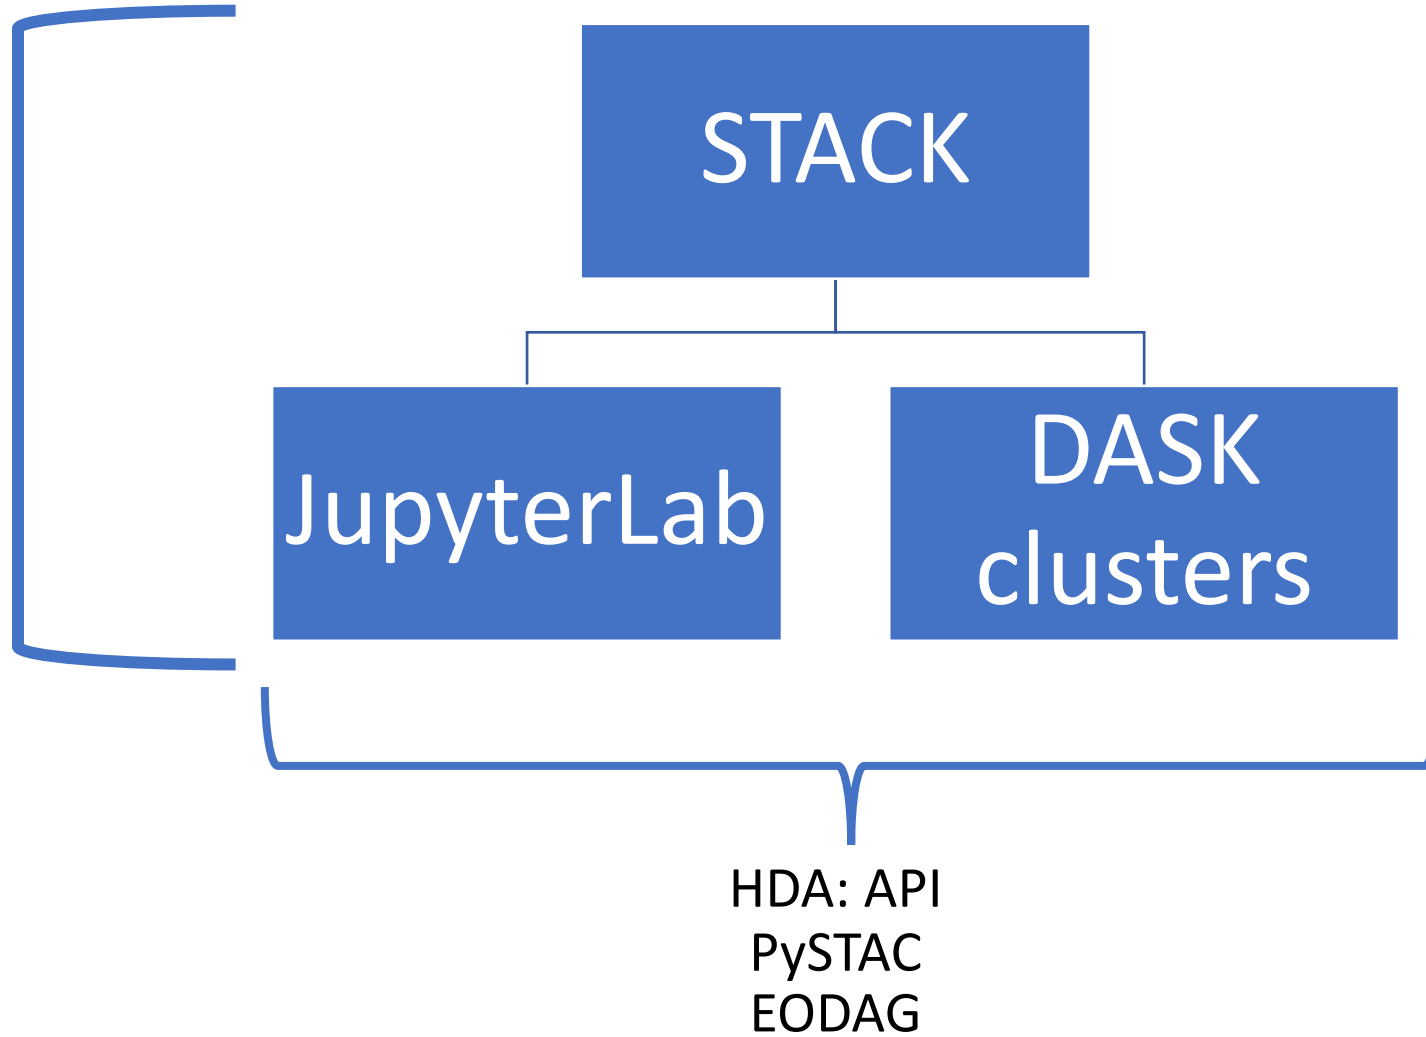 STACK
JupyterLab
DASK
clusters
HDA: API
PySTAC
EODAG